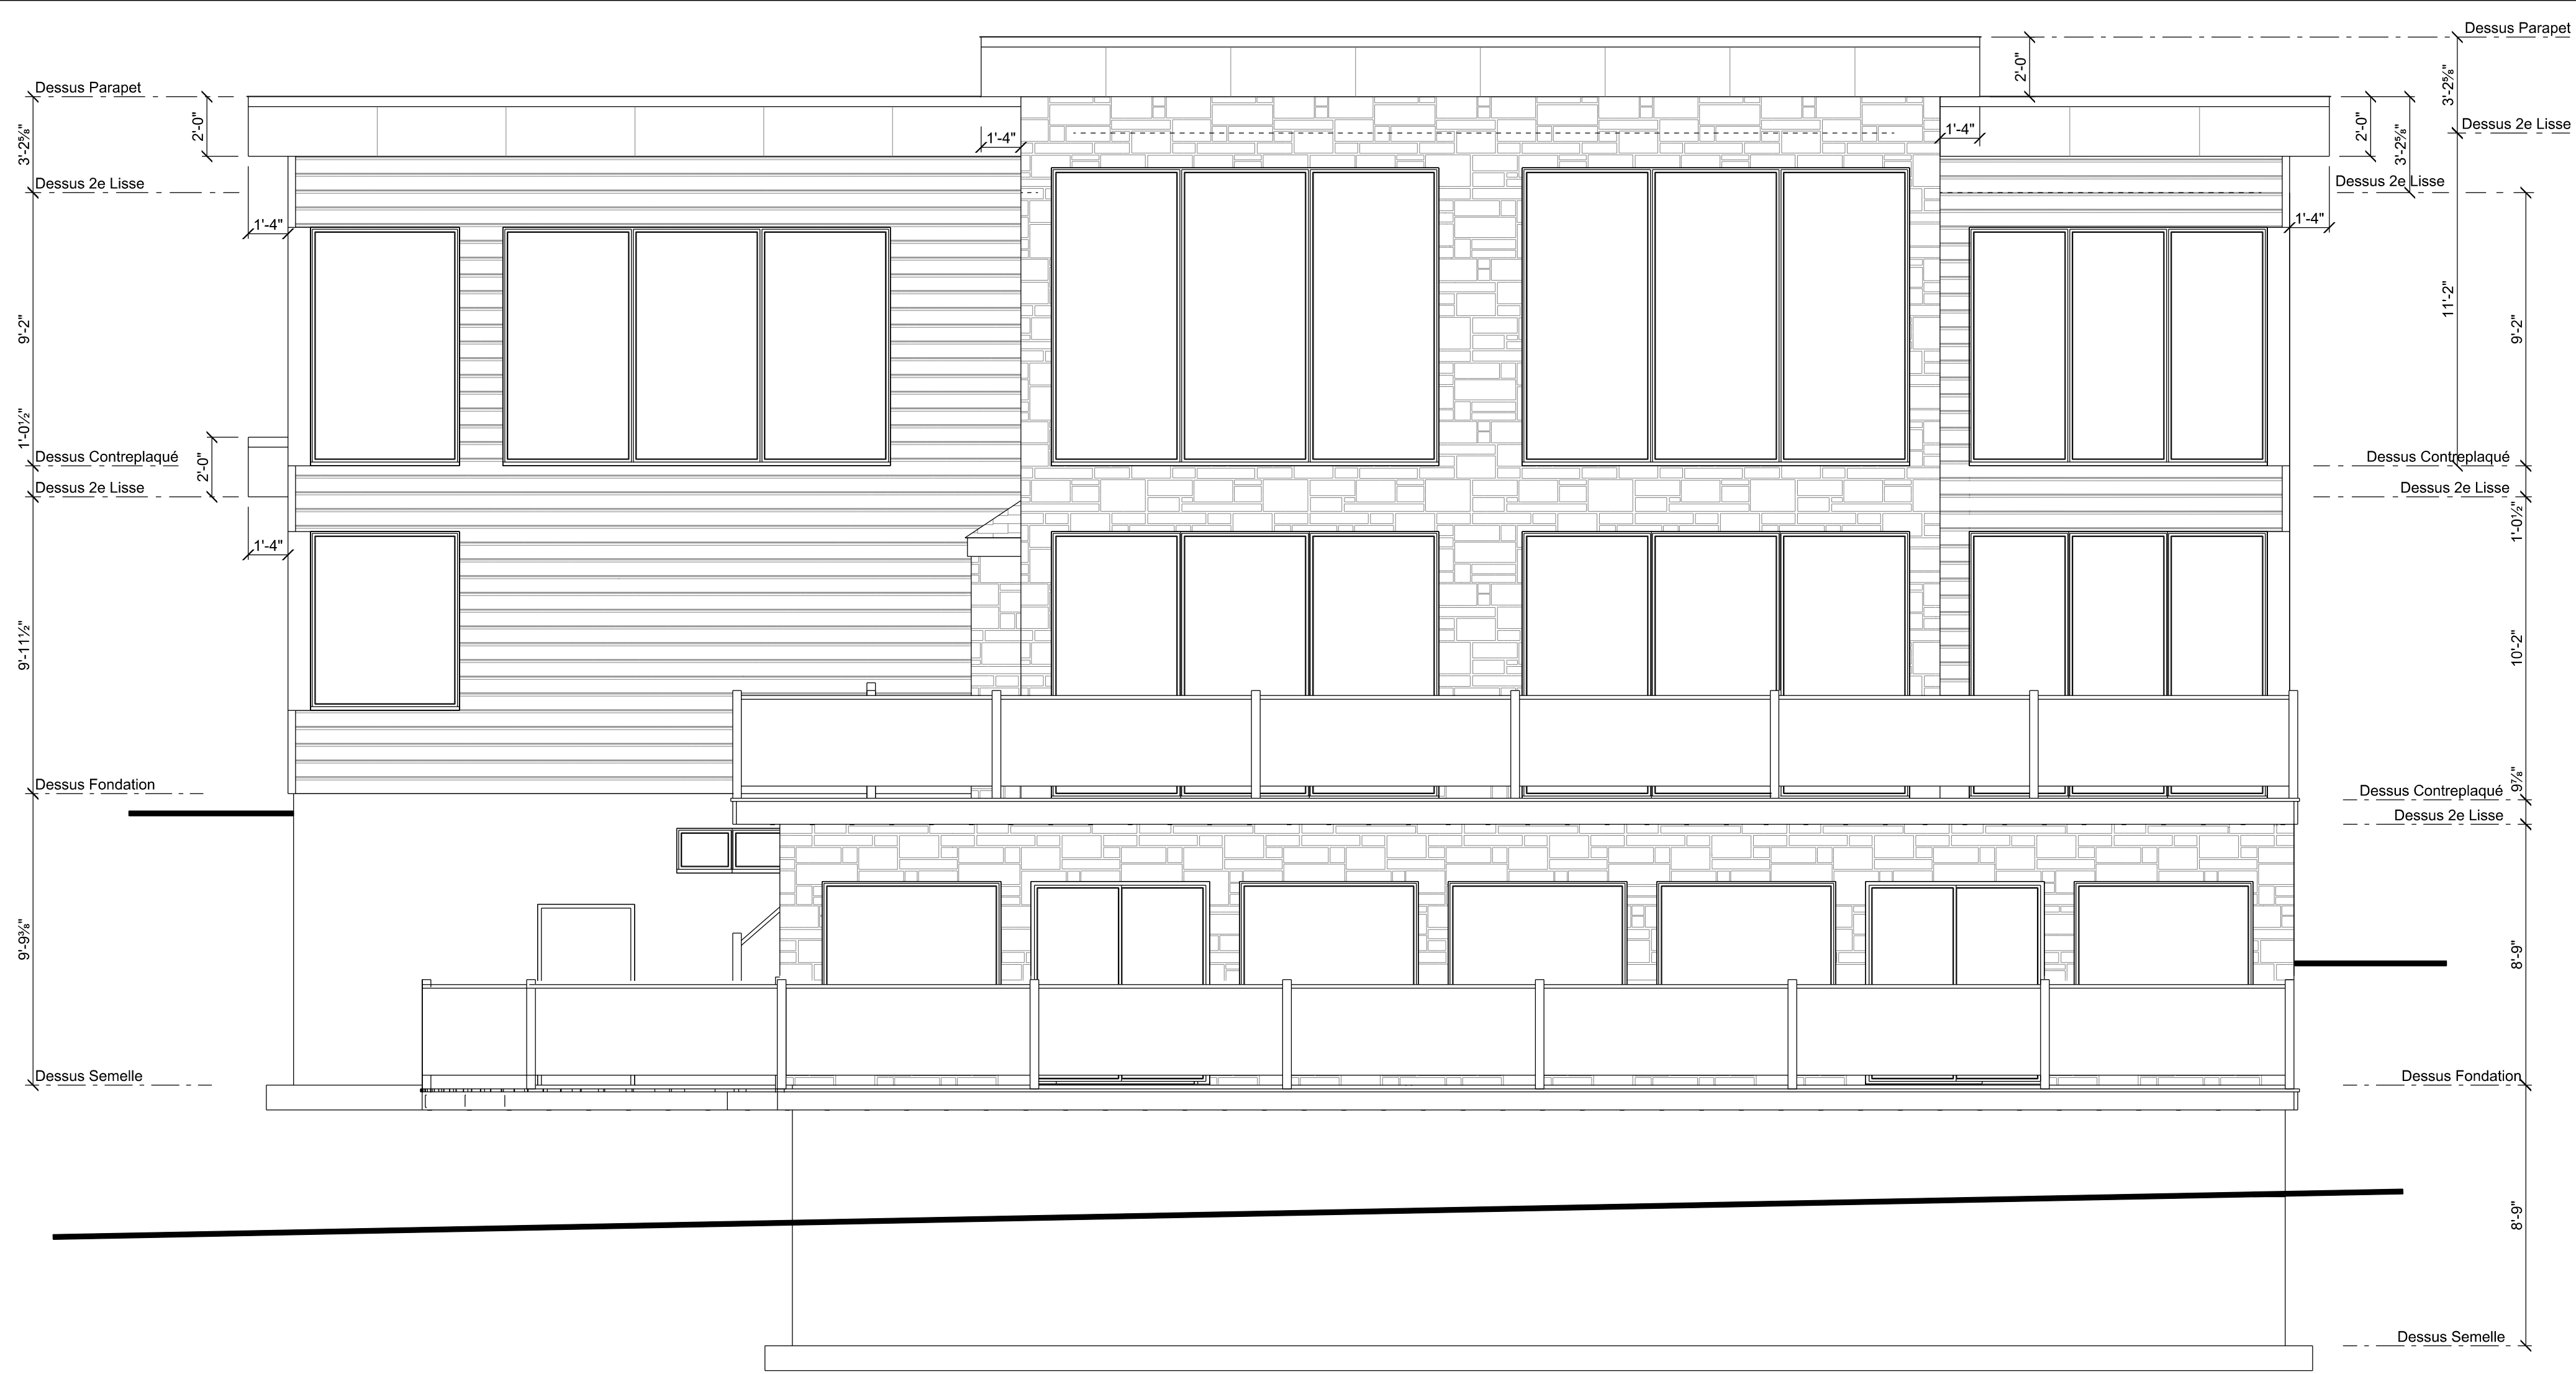 Dessus Parapet
2'-0"
3'-2⅝"
Dessus Parapet
2'-0"
3'-2⅝"
1'-4"
1'-4"
2'-0"
3'-2⅝"
Dessus 2e Lisse
Dessus 2e Lisse
Dessus 2e Lisse
1'-4"
1'-4"
9'-2"
11'-2"
9'-2"
1'-0½"
Dessus Contreplaqué
2'-0"
Dessus Contreplaqué
Dessus 2e Lisse
Dessus 2e Lisse
1'-0½"
1'-4"
9'-11½"
10'-2"
Dessus Fondation
9⅞"
Dessus Contreplaqué
Dessus 2e Lisse
9'-9⅜"
8'-9"
Dessus Semelle
Dessus Fondation
8'-9"
Dessus Semelle